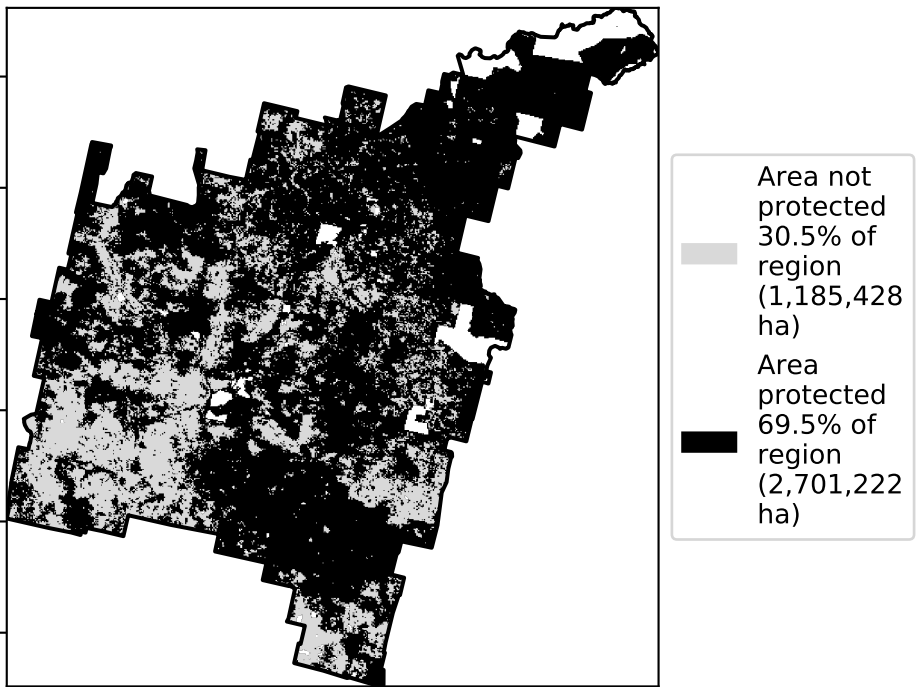 Area not
protected
30.5% of
region
(1,185,428
ha)
Area
protected
69.5% of
region
(2,701,222
ha)